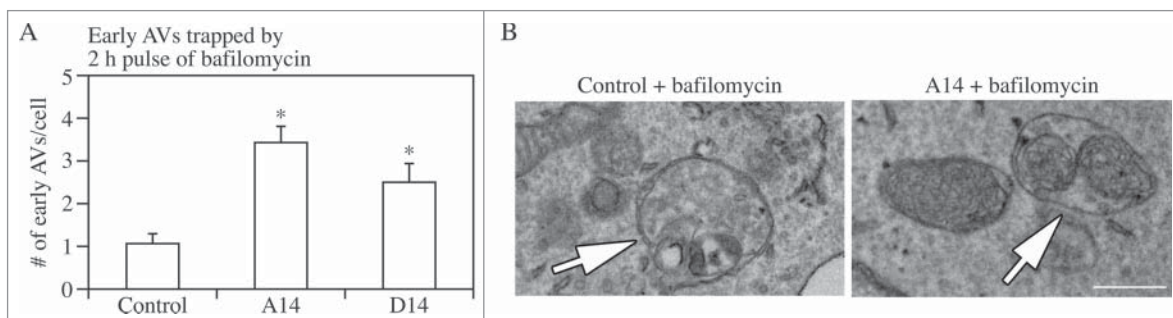 A
Early AVs trapped by
2 h pulse of bafilomycin
# of early AVs/cell
5
4
3
2
1
0
*
*
Control
A14
D14
B
Control + bafilomycin
A14 + bafilomycin